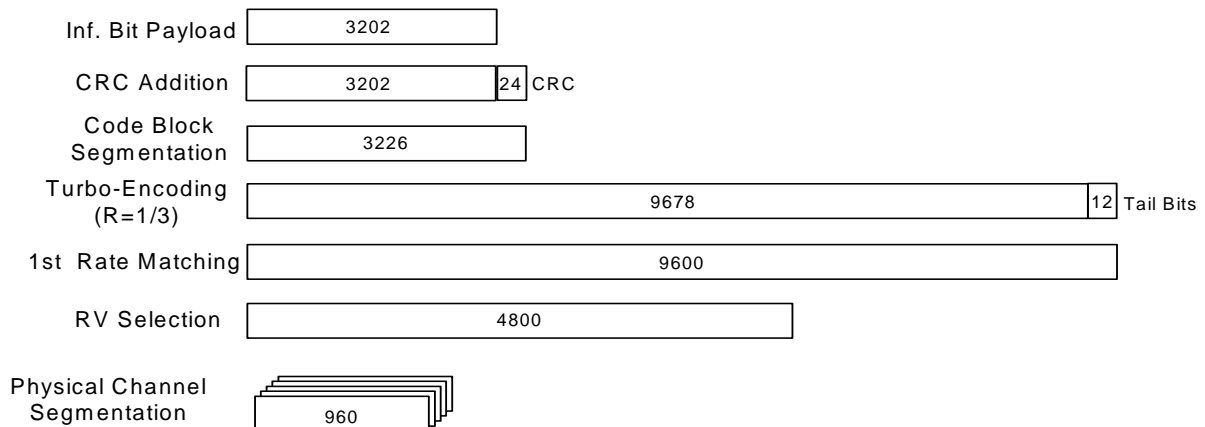 Inf. Bit Payload 3202
CRC Addition 3202 24 CRC
Code Block
Segmentation 3226
Turbo-Encoding
(R=1/3) 9678 12 Tail Bits
1st Rate Matching 9600
RV Selection 4800
Physical Channel
Segmentation 960